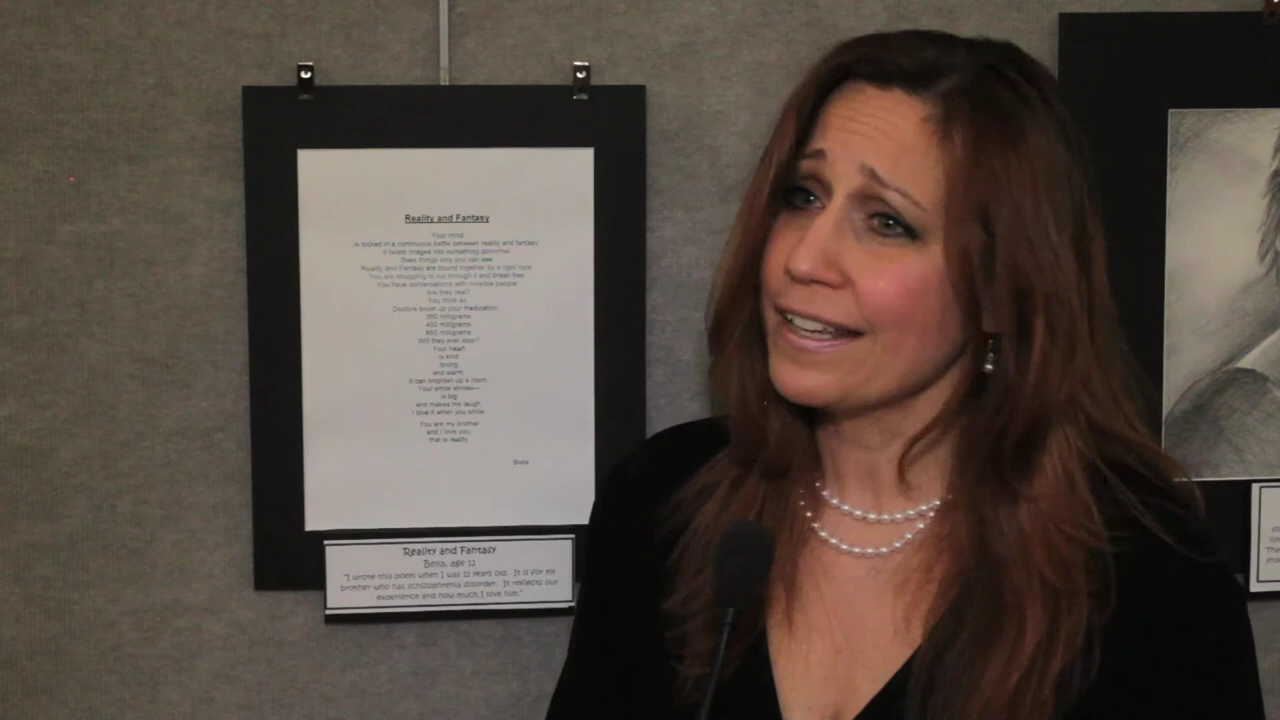 Reality and Fantasy
Your mind
is locked in a continuous battle between reality and fantasy
it twists images into something abnormal
Sees things only you can see
Reality and Fantasy are bound together by a rigid rope
You are struggling to cut through it and break free
You have conversations with invisible people
Are they real?
You think so
Doctors boost up your medication
350 milligrams
450 milligrams
650 milligrams
Will they ever stop?
Your heart
is kind
loving
and warm
It can brighten up a room
Your smile shines—
is big
and makes me laugh
I love it when you smile
You are my brother
and I love you
that is reality
Bella
Reality and Fantasy
Bella, age 11
"I wrote this poem when I was 11 years old. It is for my
brother who has schizophrenia disorder. It reflects our
experience and how much I love him."